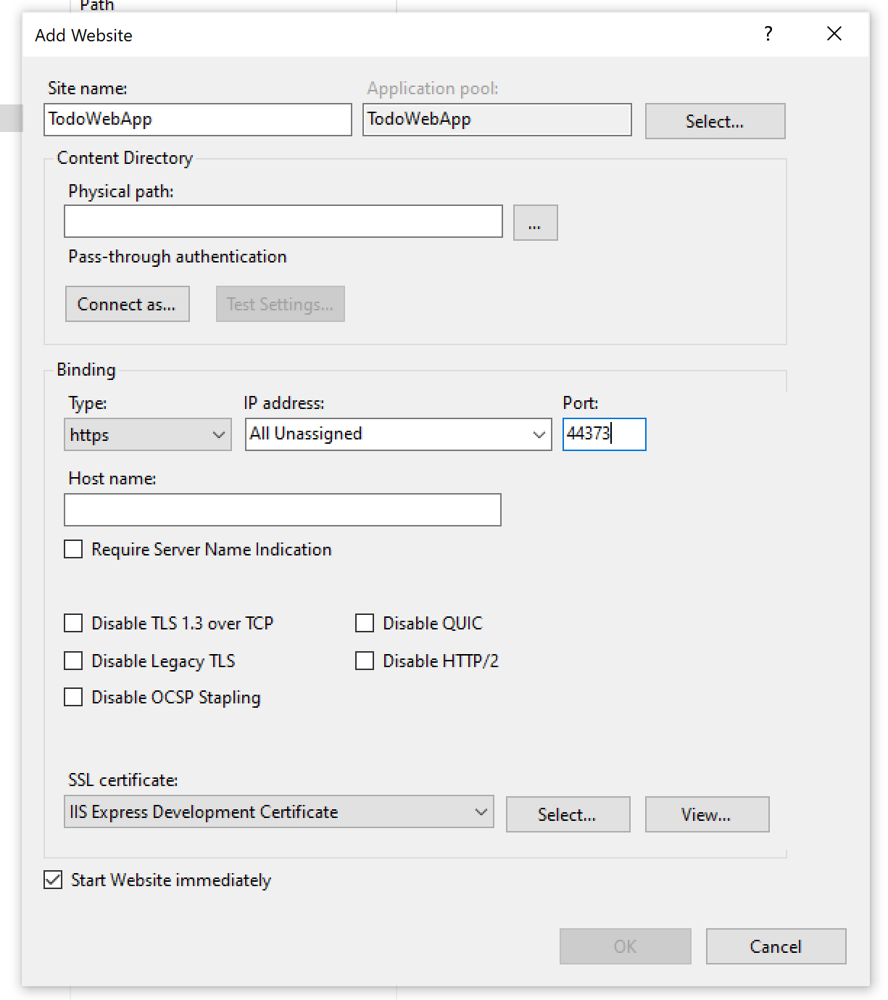 Path
Add Website
?
Site name:
Application pool:
TodoWebApp
TodoWebApp
Select...
Content Directory
Physical path:
...
Pass-through authentication
Connect as...
Test Settings...
Binding
Type:
IP address:
Port:
https
All Unassigned
44373
Host name:
Require Server Name Indication
Disable TLS 1.3 over TCP
Disable QUIC
Disable Legacy TLS
Disable HTTP/2
Disable OCSP Stapling
SSL certificate:
IIS Express Development Certificate
Select...
View...
Start Website immediately
OK
Cancel